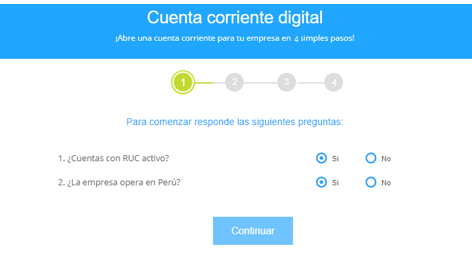 Cuenta corriente digital
¡Abre una cuenta corriente para tu empresa en 4 simples pasos!
1 2 3 4
Para comenzar responde las siguientes preguntas:
1. ¿Cuentas con RUC activo? Si No
2. ¿La empresa opera en Perú? Si No
Continuar